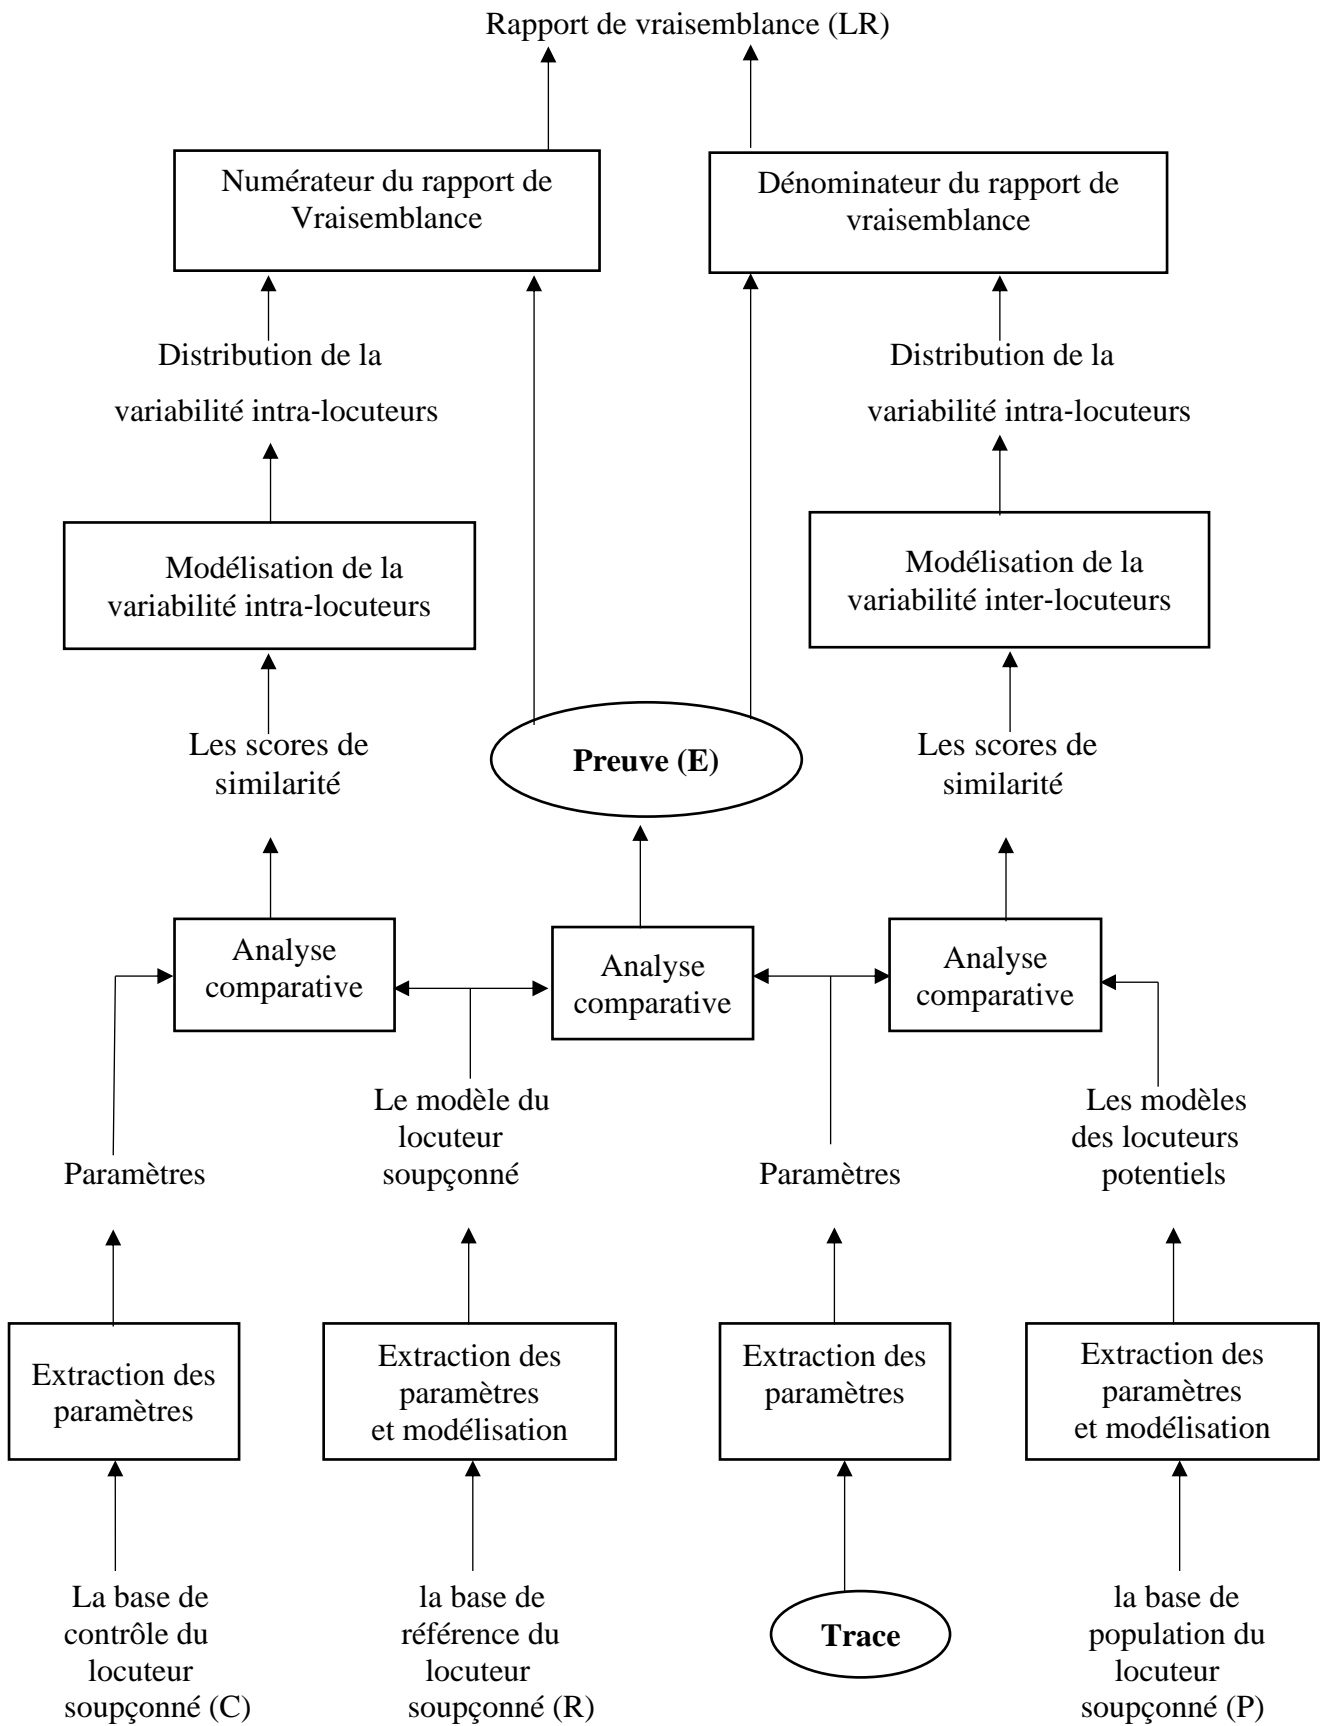 Rapport de vraisemblance (LR)
Numérateur du rapport de
Vraisemblance
Dénominateur du rapport de
vraisemblance
Distribution de la
variabilité intra-locuteurs
Distribution de la
variabilité intra-locuteurs
Modélisation de la
variabilité intra-locuteurs
Modélisation de la
variabilité inter-locuteurs
Les scores de
similarité
Preuve (E)
Les scores de
similarité
Analyse
comparative
Analyse
comparative
Analyse
comparative
Paramètres
Le modèle du
locuteur
soupçonné
Paramètres
Les modèles
des locuteurs
potentiels
Extraction des
paramètres
Extraction des
paramètres
et modélisation
Extraction des
paramètres
Extraction des
paramètres
et modélisation
La base de
contrôle du
locuteur
soupçonné (C)
la base de
référence du
locuteur
soupçonné (R)
Trace
la base de
population du
locuteur
soupçonné (P)